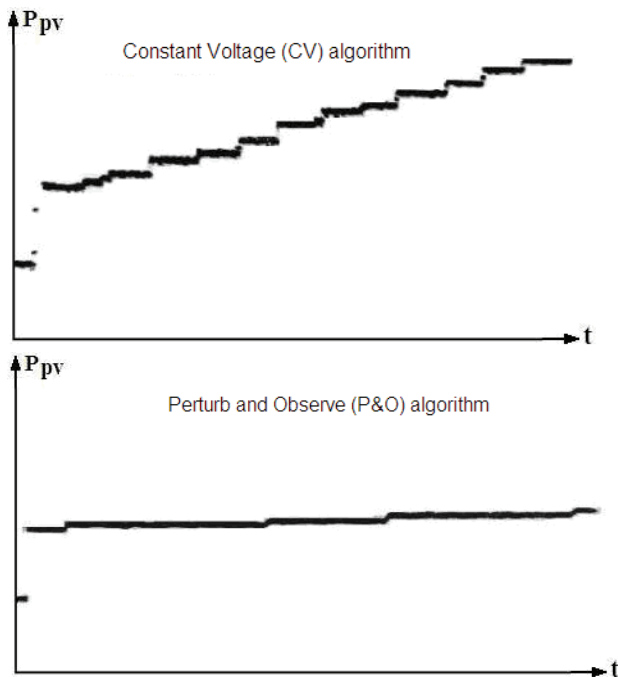 Ppv
Constant Voltage (CV) algorithm
t
Ppv
Perturb and Observe (P&O) algorithm
t